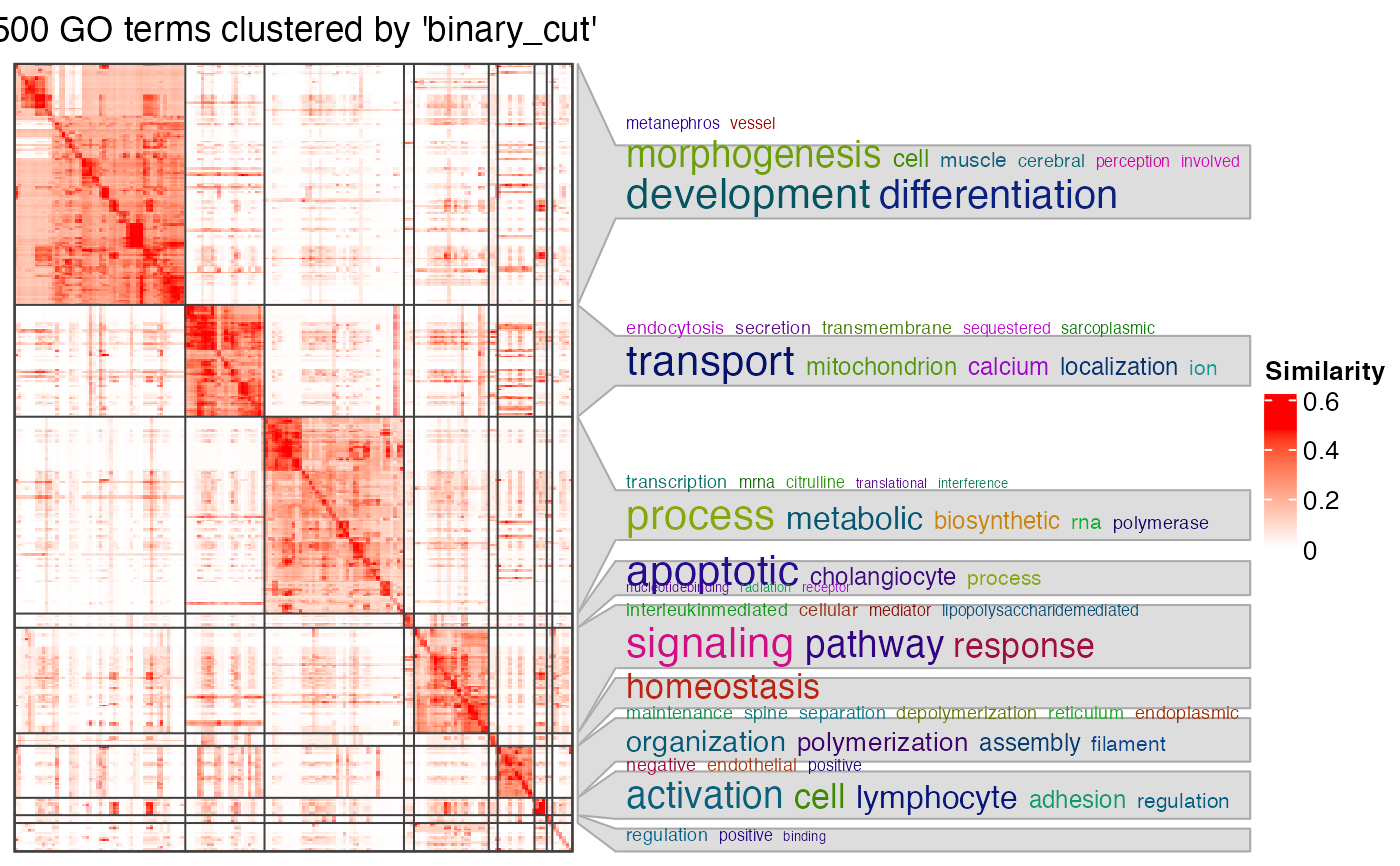 500 GO terms clustered by 'binary_cut'
metanephros vessel
morphogenesis cell muscle cerebral perception involved
development differentiation
endocytosis secretion transmembrane sequestered sarcoplasmic
transport mitochondrion calcium localization ion
transcription mrna citrulline translational interference
process metabolic biosynthetic rna polymerase
apoptotic cholangiocyte process
nucleotidebinding radiation receptor
interleukinmediated cellular mediator lipopolysaccharidemediated
signaling pathway response
homeostasis
maintenance spine separation depolymerization reticulum endoplasmic
organization polymerization assembly filament
negative endothelial positive
activation cell lymphocyte adhesion regulation
regulation positive binding
Similarity
0.6
0.4
0.2
0